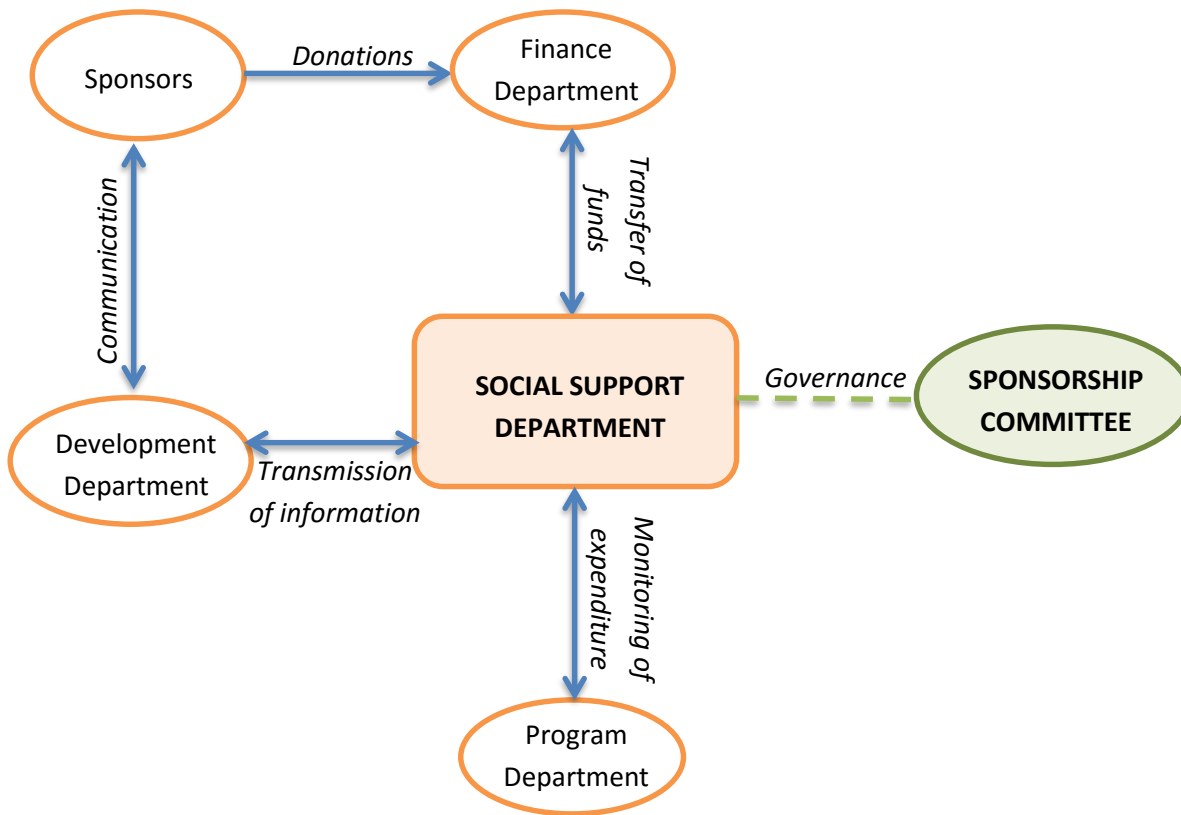 Sponsors
Donations
Finance
Department
Communication
Transfer of
funds
SOCIAL SUPPORT
DEPARTMENT
Governance
SPONSORSHIP
COMMITTEE
Development
Department
Transmission
of information
Monitoring of
expenditure
Program
Department